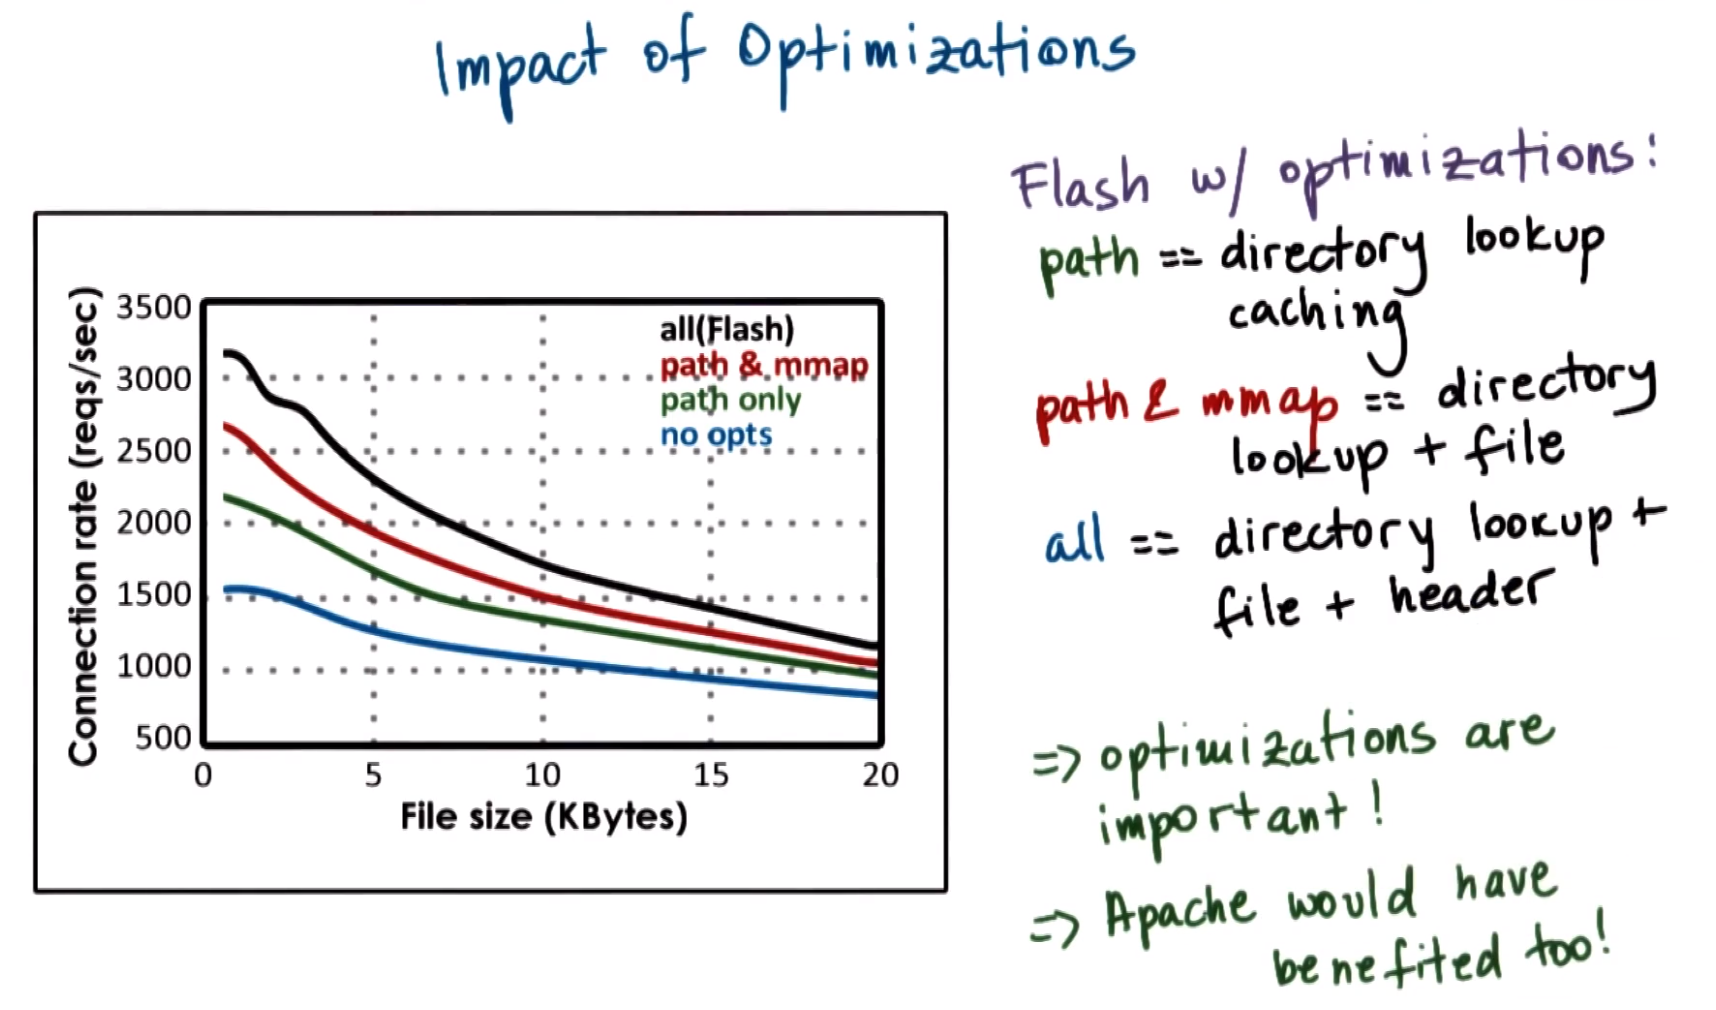 Impact of Optimizations
Flash w/ optimizations:
path == directory lookup
caching
path & mmap == directory
lookup + file
all == directory lookup +
file + header
=> optimizations are
important!
=> Apache would have
benefited too!
Connection rate (reqs/sec)
3500
3000
2500
2000
1500
1000
500
all(Flash)
path & mmap
path only
no opts
0 5 10 15 20
File size (KBytes)